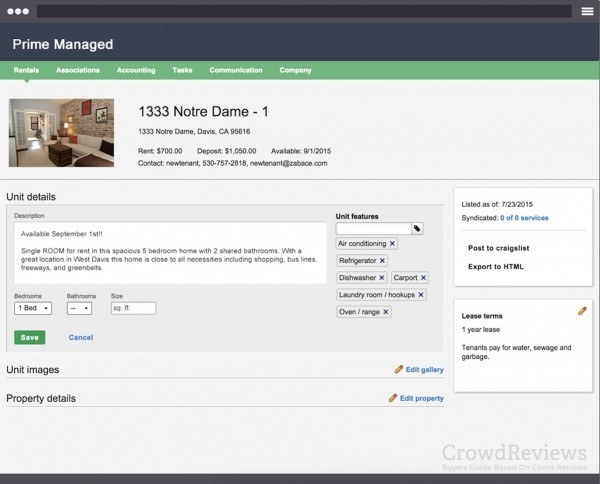 Prime Managed
Rentals Associations Accounting Tasks Communication Company
1333 Notre Dame - 1
1333 Notre Dame, Davis, CA 95616
Rent: $700.00 Deposit: $1,050.00 Available: 9/1/2015
Contact: newtenant, 530-757-2818, newtenant@zabace.com
Unit details
Description
Available September 1st!!
Single ROOM for rent in this spacious 5 bedroom home with 2 shared bathrooms. With a
great location in West Davis this home is close to all necessities including shopping, bus lines,
freeways, and greenbelts.
Bedrooms Bathrooms Size
1 Bed -- sq. ft.
Save Cancel
Unit features
Air conditioning ✕
Refrigerator ✕
Dishwasher ✕ Carport ✕
Laundry room / hookups ✕
Oven / range ✕
Unit images Edit gallery
Property details Edit property
Listed as of: 7/23/2015
Syndicated: 0 of 0 services
Post to craigslist
Export to HTML
Lease terms
1 year lease
Tenants pay for water, sewage and
garbage.
CrowdReviews
Buyers Guide Based On Client Reviews